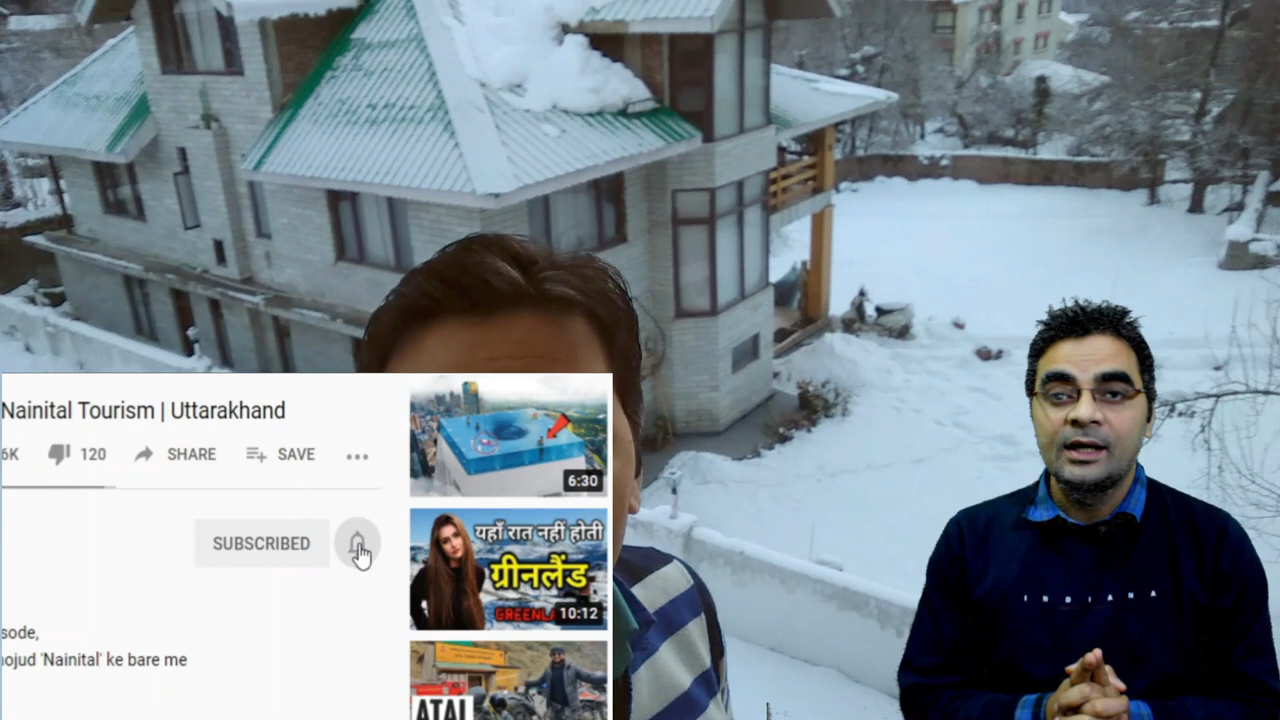 Nainital Tourism | Uttarakhand
6K 120 SHARE SAVE
6:30
SUBSCRIBED
यहाँ रात नहीं होती
ग्रीनलैंड
10:12
sode,
ojud 'Nainital' ke bare me
ATAL
INDIANA